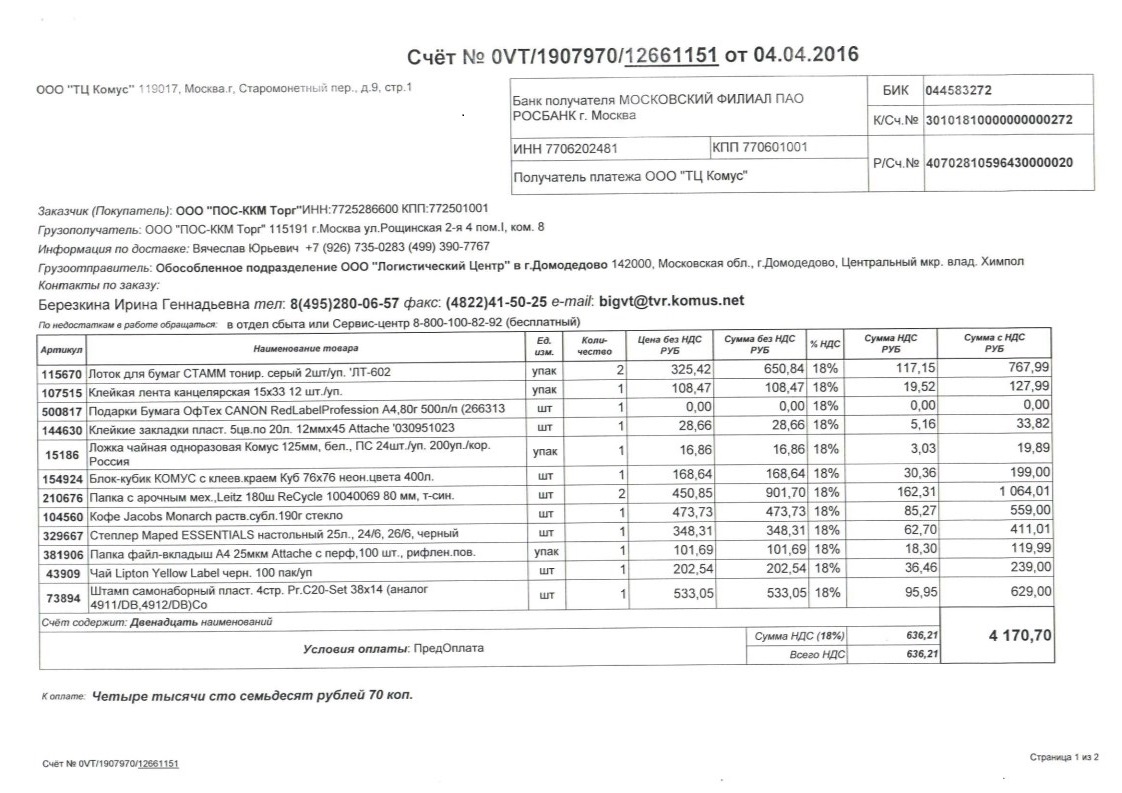 Счёт № 0VT/1907970/12661151 от 04.04.2016
ООО "ТЦ Комус" 119017, Москва.г, Старомонетный пер., д.9, стр.1
Банк получателя МОСКОВСКИЙ ФИЛИАЛ ПАО
РОСБАНК г. Москва
БИК 044583272
К/Сч.№ 30101810000000000272
ИНН 7706202481 КПП 770601001
Р/Сч.№ 40702810596430000020
Получатель платежа ООО "ТЦ Комус"
Заказчик (Покупатель): ООО "ПОС-ККМ Торг"ИНН:7725286600 КПП:772501001
Грузополучатель: ООО "ПОС-ККМ Торг" 115191 г.Москва ул.Рощинская 2-я 4 пом.I, ком. 8
Информация по доставке: Вячеслав Юрьевич +7 (926) 735-0283 (499) 390-7767
Грузоотправитель: Обособленное подразделение ООО "Логистический Центр" в г.Домодедово 142000, Московская обл., г.Домодедово, Центральный мкр. влад. Химпол
Контакты по заказу:
Березкина Ирина Геннадьевна тел: 8(495)280-06-57 факс: (4822)41-50-25 e-mail: bigvt@tvr.komus.net
По недостаткам в работе обращаться: в отдел сбыта или Сервис-центр 8-800-100-82-92 (бесплатный)
Артикул Наименование товара Ед. изм. Коли-чество Цена без НДС РУБ Сумма без НДС РУБ % НДС Сумма НДС РУБ Сумма с НДС РУБ
115670 Лоток для бумаг СТАММ тонир. серый 2шт/уп. 'ЛТ-602 упак 2 325,42 650,84 18% 117,15 767,99
107515 Клейкая лента канцелярская 15х33 12 шт./уп. упак 1 108,47 108,47 18% 19,52 127,99
500817 Подарки Бумага ОфТех CANON RedLabelProfession A4,80г 500л/п (266313 шт 1 0,00 0,00 18% 0,00 0,00
144630 Клейкие закладки пласт. 5цв.по 20л. 12ммх45 Attache '030951023 шт 1 28,66 28,66 18% 5,16 33,82
15186 Ложка чайная одноразовая Комус 125мм, бел., ПС 24шт./уп. 200уп./кор. упак 1 16,86 16,86 18% 3,03 19,89
Россия
154924 Блок-кубик КОМУС с клеев.краем Куб 76х76 неон.цвета 400л. шт 1 168,64 168,64 18% 30,36 199,00
210676 Папка с арочным мех.,Leitz 180ш ReCycle 10040069 80 мм, т-син. шт 2 450,85 901,70 18% 162,31 1 064,01
104560 Кофе Jacobs Monarch раств.субл.190г стекло шт 1 473,73 473,73 18% 85,27 559,00
329667 Степлер Maped ESSENTIALS настольный 25л., 24/6, 26/6, черный шт 1 348,31 348,31 18% 62,70 411,01
381906 Папка файл-вкладыш А4 25мкм Attache с перф,100 шт., рифлен.пов. упак 1 101,69 101,69 18% 18,30 119,99
43909 Чай Lipton Yellow Label черн. 100 пак/уп шт 1 202,54 202,54 18% 36,46 239,00
73894 Штамп самонаборный пласт. 4стр. Pr.C20-Set 38x14 (аналог шт 1 533,05 533,05 18% 95,95 629,00
4911/DB,4912/DB)Co
Счёт содержит: Двенадцать наименований
Условия оплаты: ПредОплата
Сумма НДС (18%) 636,21 4 170,70
Всего НДС 636,21
К оплате: Четыре тысячи сто семьдесят рублей 70 коп.
Счёт № 0VT/1907970/12661151
Страница 1 из 2